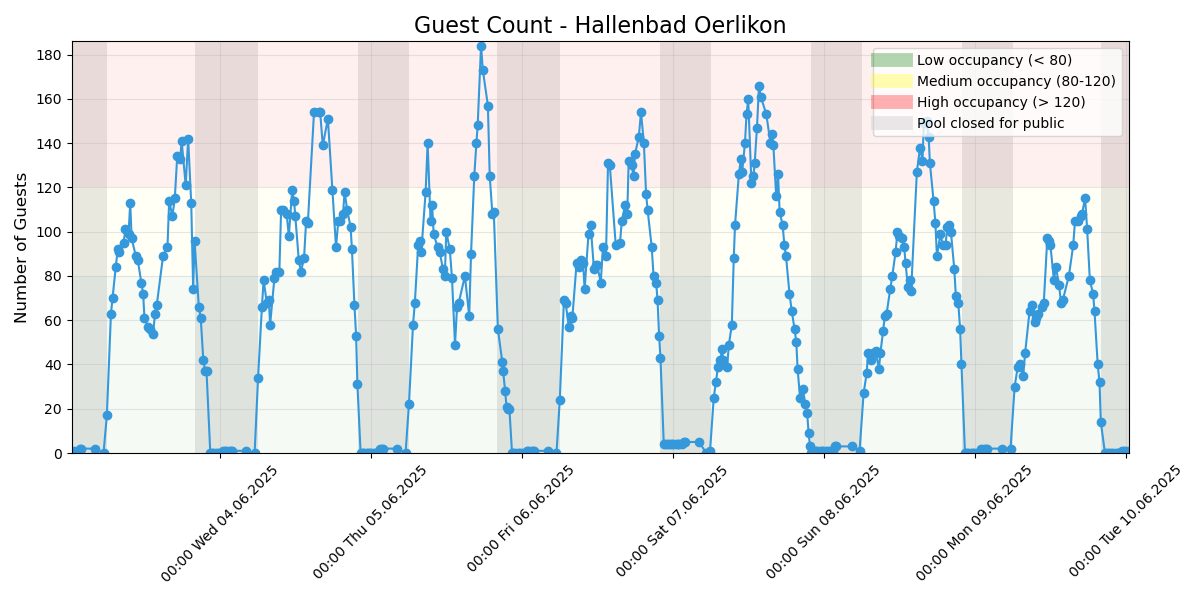 Guest Count - Hallenbad Oerlikon
Number of Guests
180
160
140
120
100
80
60
40
20
0
Low occupancy (< 80)
Medium occupancy (80-120)
High occupancy (> 120)
Pool closed for public
00:00 Wed 04.06.2025
00:00 Thu 05.06.2025
00:00 Fri 06.06.2025
00:00 Sat 07.06.2025
00:00 Sun 08.06.2025
00:00 Mon 09.06.2025
00:00 Tue 10.06.2025